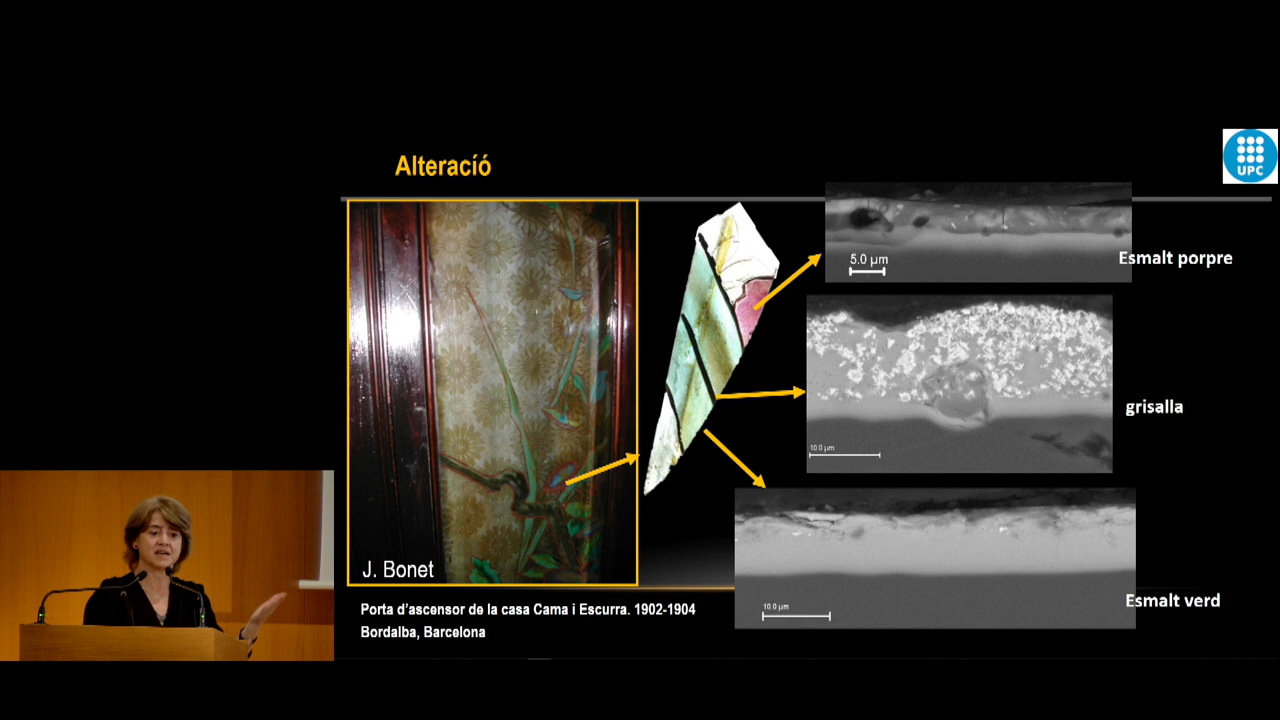 Alteració
UPC
5.0 µm
Esmalt porpre
10.0 µm
grisalla
10.0 µm
Esmalt verd
J. Bonet
Porta d'ascensor de la casa Cama i Escurra. 1902-1904
Bordalba, Barcelona